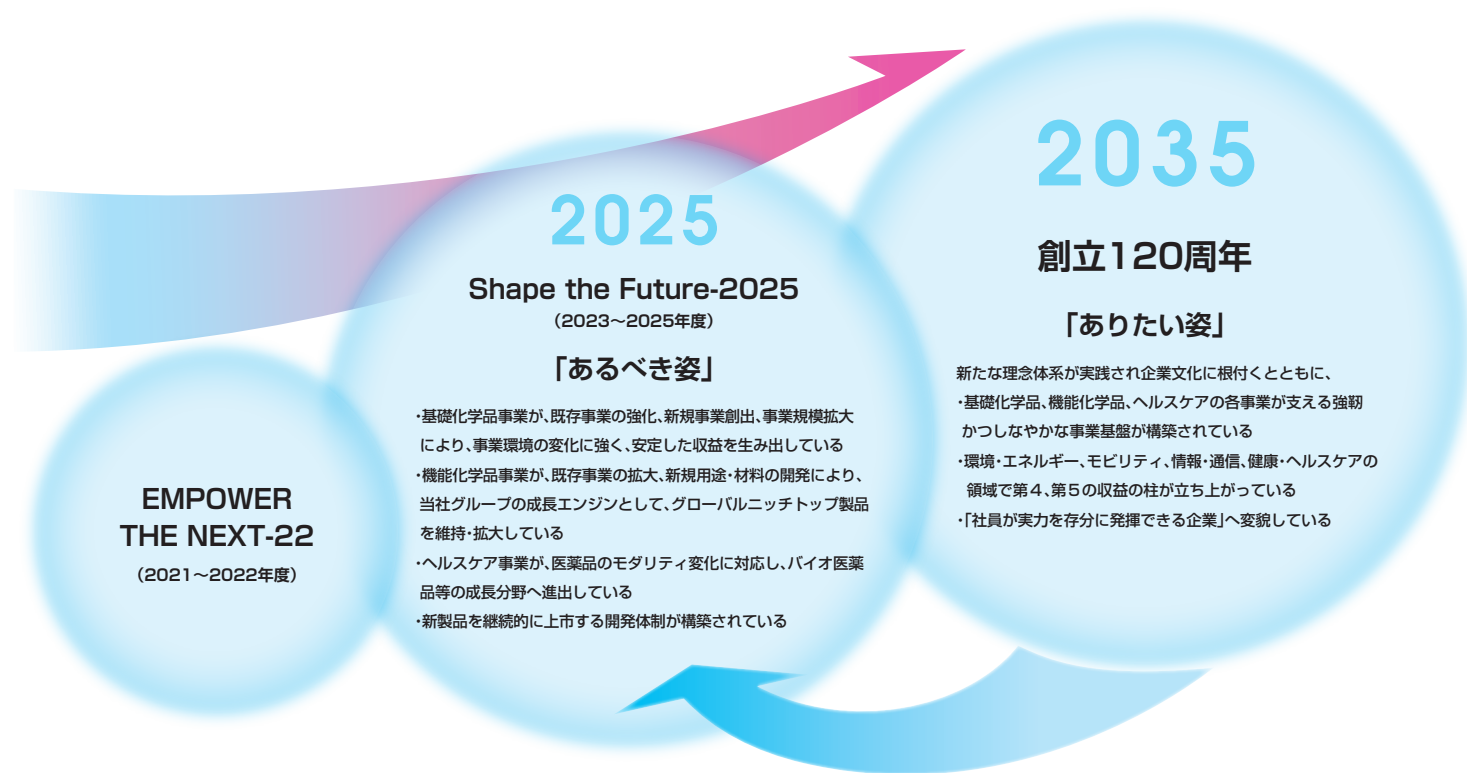 EMPOWER
THE NEXT-22
(2021～2022年度)
2025
Shape the Future-2025
(2023～2025年度)
「あるべき姿」
・基礎化学品事業が、既存事業の強化、新規事業創出、事業規模拡大
により、事業環境の変化に強く、安定した収益を生み出している
・機能化学品事業が、既存事業の拡大、新規用途・材料の開発により、
当社グループの成長エンジンとして、グローバルニッチトップ製品
を維持・拡大している
・ヘルスケア事業が、医薬品のモダリティ変化に対応し、バイオ医薬
品等の成長分野へ進出している
・新製品を継続的に上市する開発体制が構築されている
2035
創立120周年
「ありたい姿」
新たな理念体系が実践され企業文化に根付くとともに、
・基礎化学品、機能化学品、ヘルスケアの各事業が支える強靭
かつしなやかな事業基盤が構築されている
・環境・エネルギー、モビリティ、情報・通信、健康・ヘルスケアの
領域で第4、第5の収益の柱が立ち上がっている
・「社員が実力を存分に発揮できる企業」へ変貌している